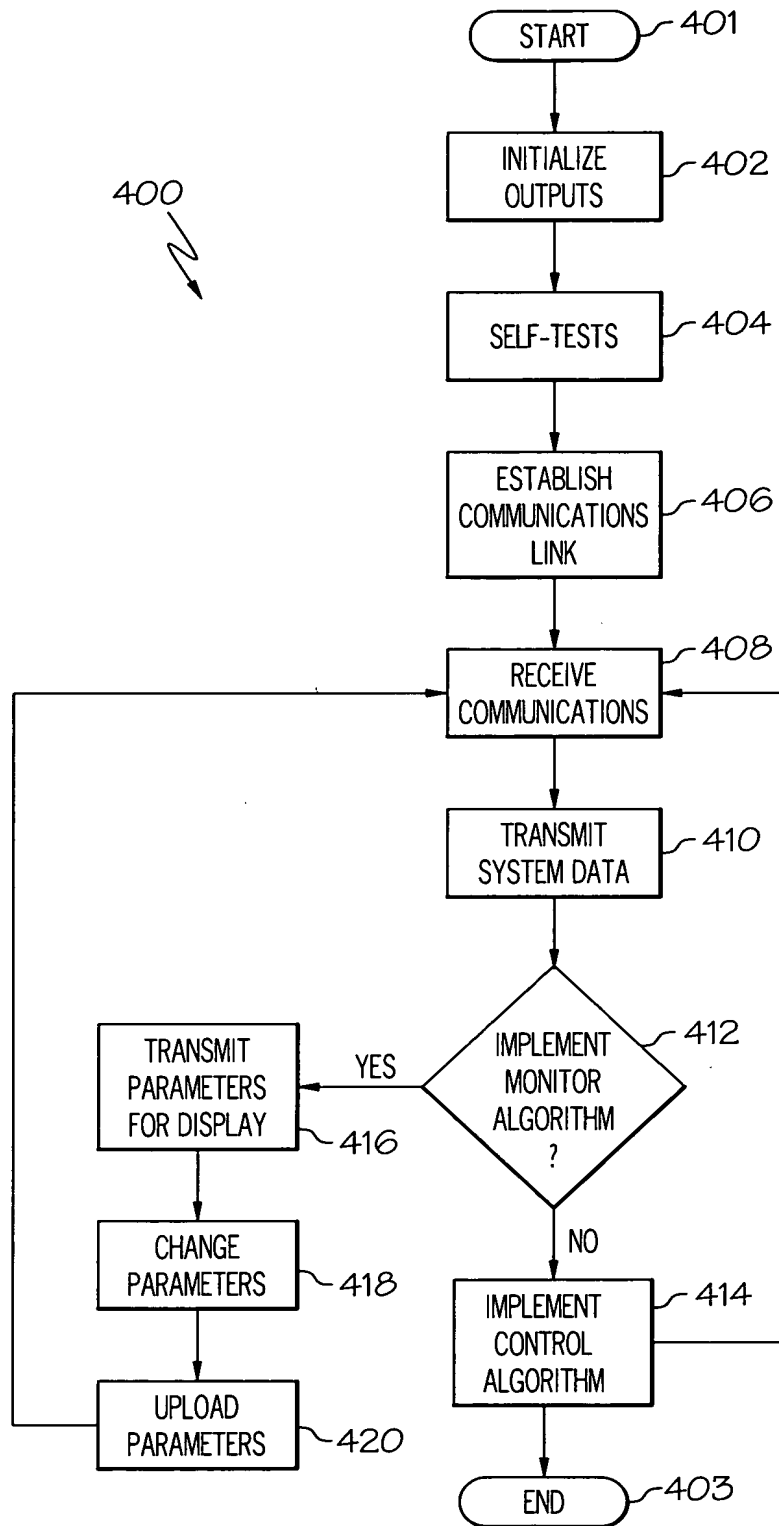 START
401
INITIALIZE
OUTPUTS
402
400
SELF-TESTS
404
ESTABLISH
COMMUNICATIONS
LINK
406
RECEIVE
COMMUNICATIONS
408
TRANSMIT
SYSTEM DATA
410
IMPLEMENT
MONITOR
ALGORITHM
?
412
YES
TRANSMIT
PARAMETERS
FOR DISPLAY
416
CHANGE
PARAMETERS
418
UPLOAD
PARAMETERS
420
NO
IMPLEMENT
CONTROL
ALGORITHM
414
END
403